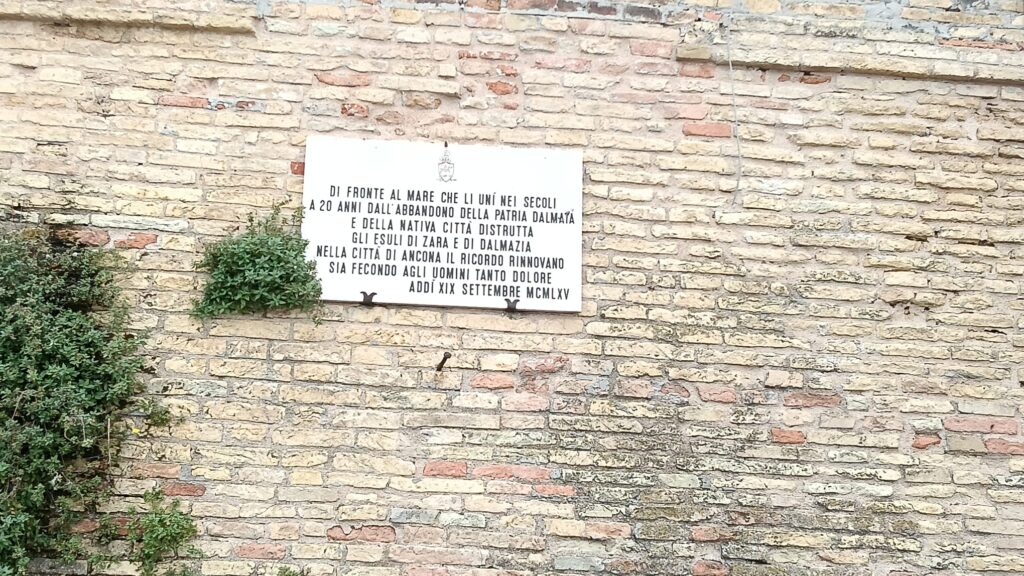 DI FRONTE AL MARE CHE LI UNÍ NEI SECOLI
A 20 ANNI DALL'ABBANDONO DELLA PATRIA DALMATA
E DELLA NATIVA CITTÀ DISTRUTTA
GLI ESULI DI ZARA E DI DALMAZIA
NELLA CITTÀ DI ANCONA IL RICORDO RINNOVANO
SIA FECONDO AGLI UOMINI TANTO DOLORE
ADDÍ XIX SETTEMBRE MCMLXV